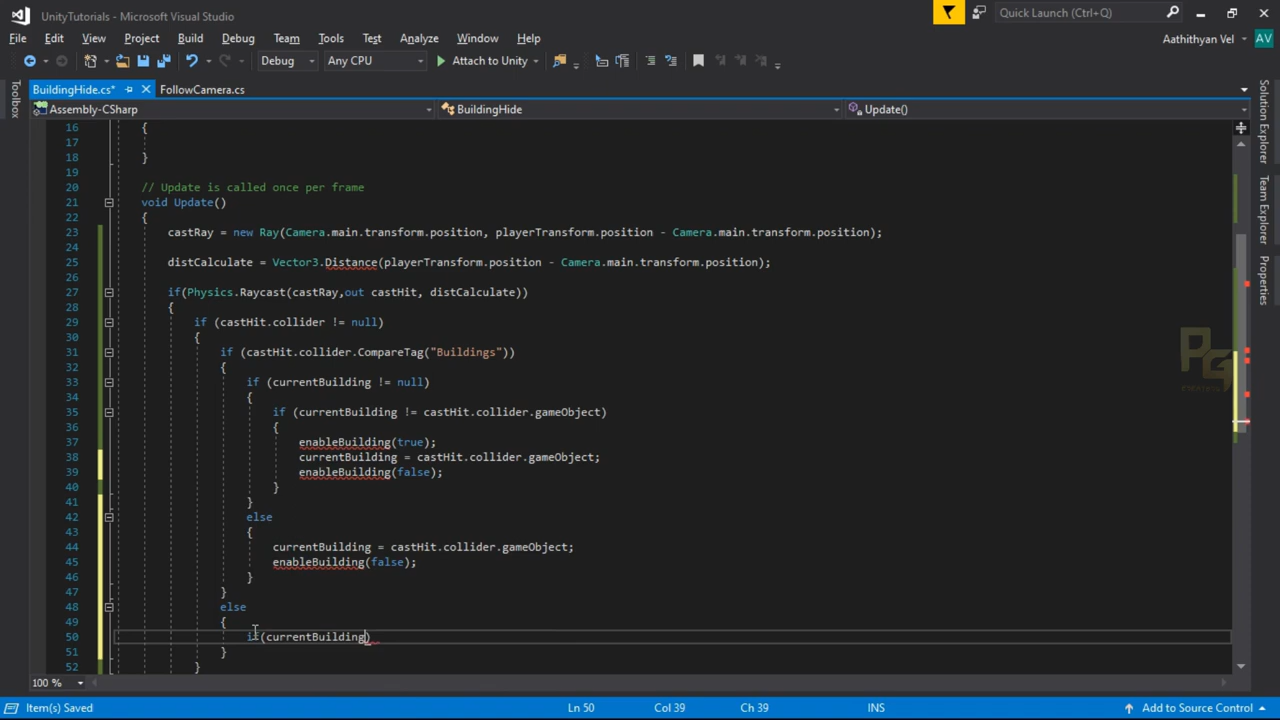 UnityTutorials - Microsoft Visual Studio
Quick Launch (Ctrl+Q)
File Edit View Project Build Debug Team Tools Test Analyze Window Help
Aathithyan Vel AV
Debug Any CPU Attach to Unity
BuildingHide.cs* FollowCamera.cs
Assembly-CSharp BuildingHide Update()
Toolbox
Solution Explorer
Team Explorer
Properties
16 {
17
18 }
19
20 // Update is called once per frame
21 void Update()
22 {
23 castRay = new Ray(Camera.main.transform.position, playerTransform.position - Camera.main.transform.position);
24
25 distCalculate = Vector3.Distance(playerTransform.position - Camera.main.transform.position);
26
27 if(Physics.Raycast(castRay,out castHit, distCalculate))
28 {
29 if (castHit.collider != null)
30 {
31 if (castHit.collider.CompareTag("Buildings"))
32 {
33 if (currentBuilding != null)
34 {
35 if (currentBuilding != castHit.collider.gameObject)
36 {
37 enableBuilding(true);
38 currentBuilding = castHit.collider.gameObject;
39 enableBuilding(false);
40 }
41 }
42 else
43 {
44 currentBuilding = castHit.collider.gameObject;
45 enableBuilding(false);
46 }
47 }
48 else
49 {
50 if(currentBuilding)
51 }
52 }
PG
100 %
Item(s) Saved Ln 50 Col 39 Ch 39 INS Add to Source Control